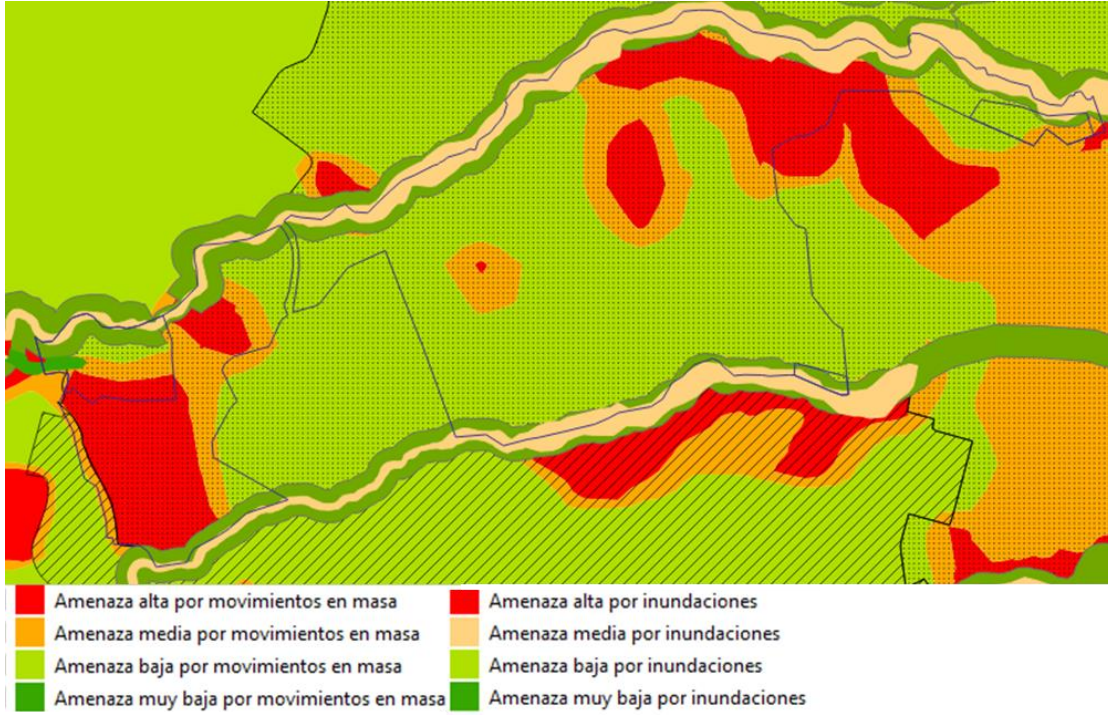 Amenaza alta por movimientos en masa
Amenaza media por movimientos en masa
Amenaza baja por movimientos en masa
Amenaza muy baja por movimientos en masa
Amenaza alta por inundaciones
Amenaza media por inundaciones
Amenaza baja por inundaciones
Amenaza muy baja por inundaciones